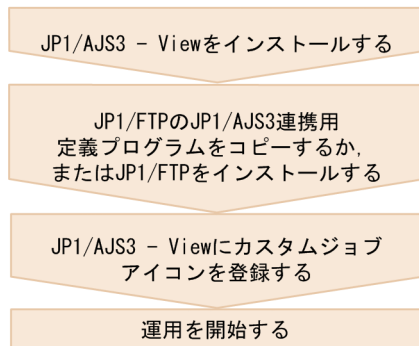 JP1/AJS3 - Viewをインストールする
JP1/FTPのJP1/AJS3連携用
定義プログラムをコピーするか,
またはJP1/FTPをインストールする
JP1/AJS3 - Viewにカスタムジョブ
アイコンを登録する
運用を開始する